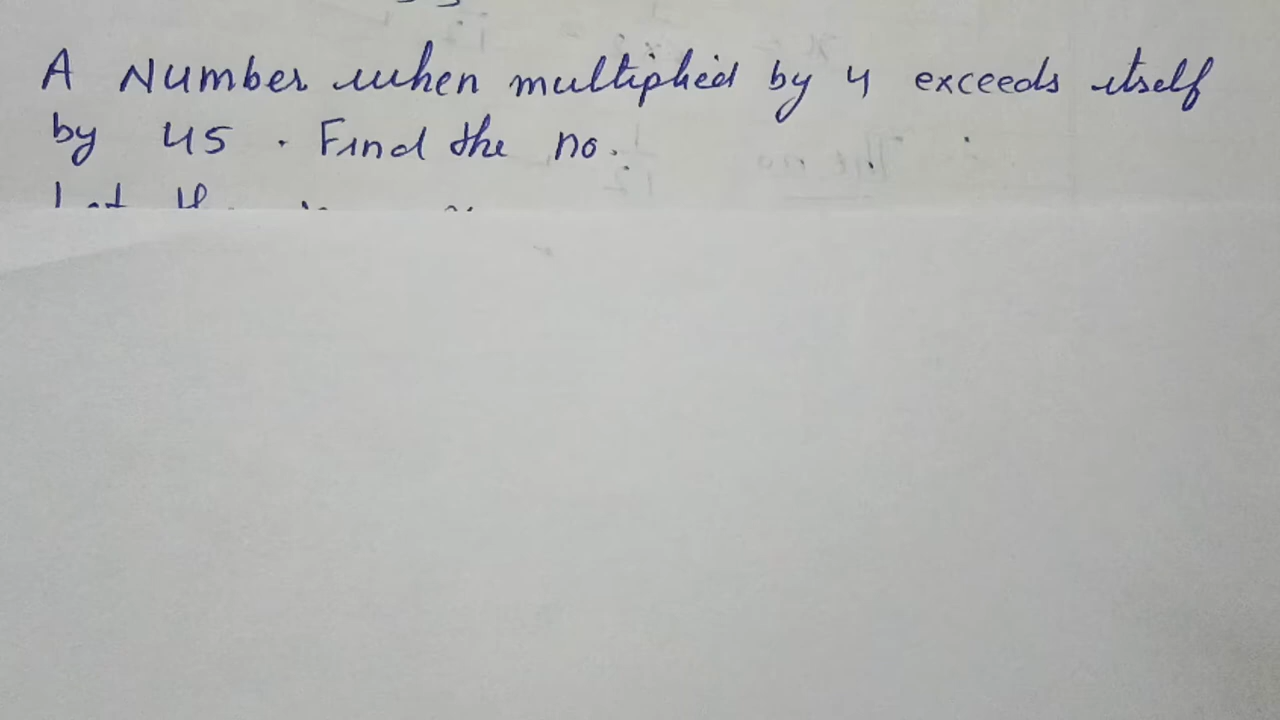 A Number when multiplied by 4 exceeds itself
by 45 . Find the no.